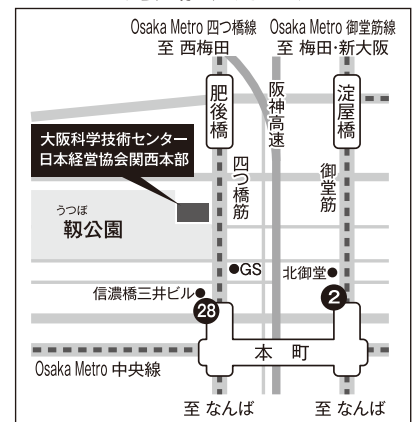 Osaka Metro 四つ橋線
至 西梅田
Osaka Metro 御堂筋線
至 梅田・新大阪
肥後橋
阪神高速
淀屋橋
大阪科学技術センター
日本経営協会関西本部
四つ橋筋
御堂筋
うつぼ
靱公園
GS
北御堂
信濃橋三井ビル
28
2
本町
Osaka Metro 中央線
至 なんば
至 なんば